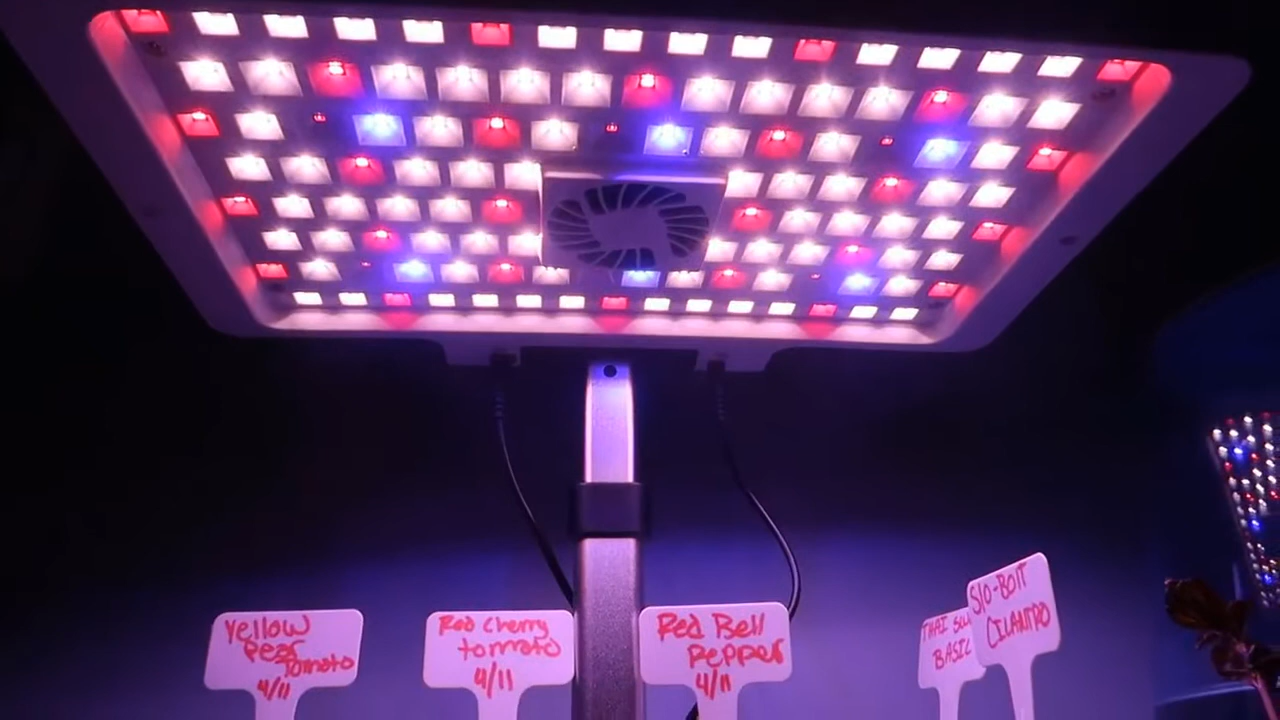 Yellow
Pear
Tomato
4/11
Red Cherry
tomato
4/11
Red Bell
Pepper
4/11
THAI
BASIL
Slo-BOlT
CILANTRO